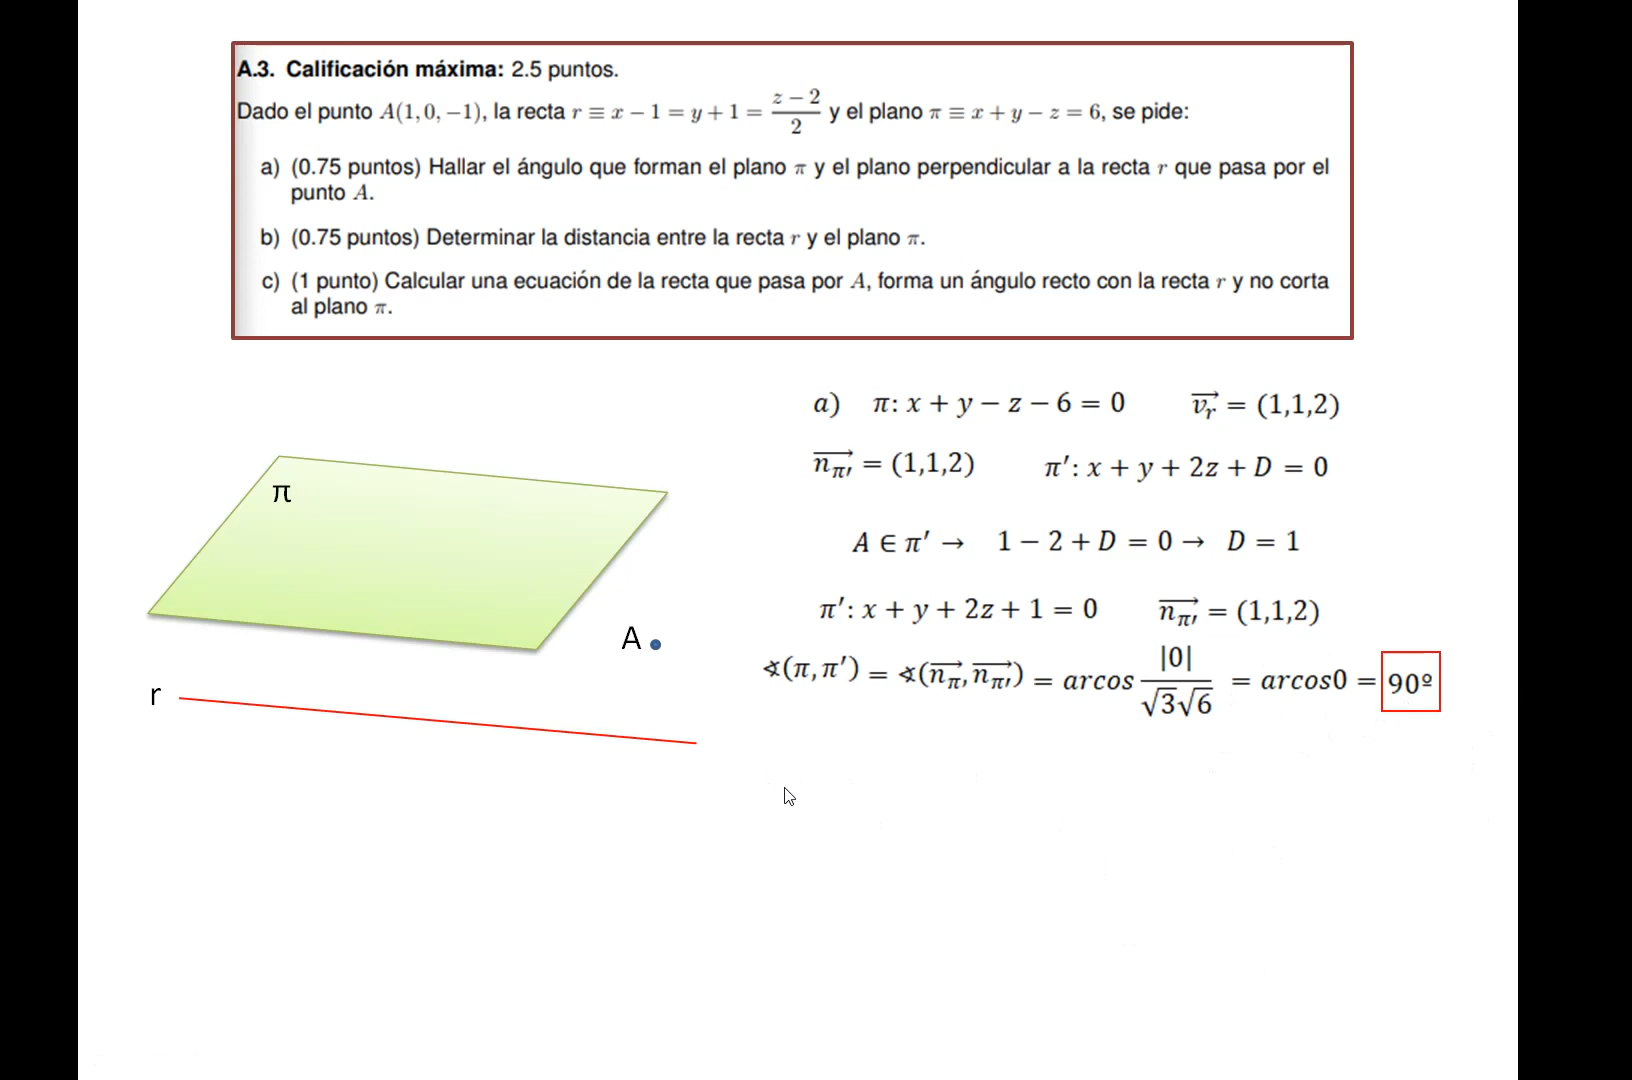 A.3. Calificación máxima: 2.5 puntos.
Dado el punto A(1, 0, −1), la recta r ≡ x − 1 = y + 1 = (z − 2)/2 y el plano π ≡ x + y − z = 6, se pide:
a) (0.75 puntos) Hallar el ángulo que forman el plano π y el plano perpendicular a la recta r que pasa por el
punto A.
b) (0.75 puntos) Determinar la distancia entre la recta r y el plano π.
c) (1 punto) Calcular una ecuación de la recta que pasa por A, forma un ángulo recto con la recta r y no corta
al plano π.
a) π: x + y − z − 6 = 0 v⃗_r = (1,1,2)
n⃗_π′ = (1,1,2) π′: x + y + 2z + D = 0
A ∈ π′ → 1 − 2 + D = 0 → D = 1
π′: x + y + 2z + 1 = 0 n⃗_π′ = (1,1,2)
∢(π, π′) = ∢(n⃗_π, n⃗_π′) = arcos |0|/(√3√6) = arcos0 = 90º
π
A
r